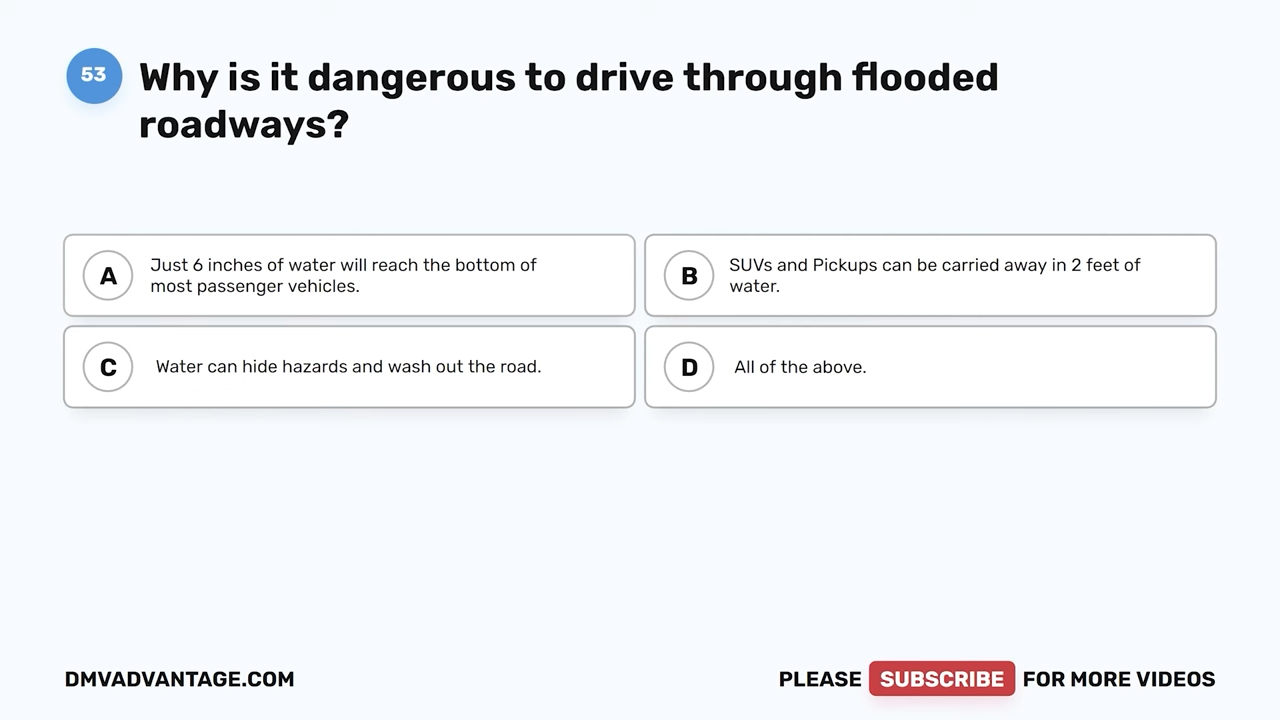 53
Why is it dangerous to drive through flooded
roadways?
A
Just 6 inches of water will reach the bottom of
most passenger vehicles.
B
SUVs and Pickups can be carried away in 2 feet of
water.
C
Water can hide hazards and wash out the road.
D
All of the above.
DMVADVANTAGE.COM
PLEASE SUBSCRIBE FOR MORE VIDEOS